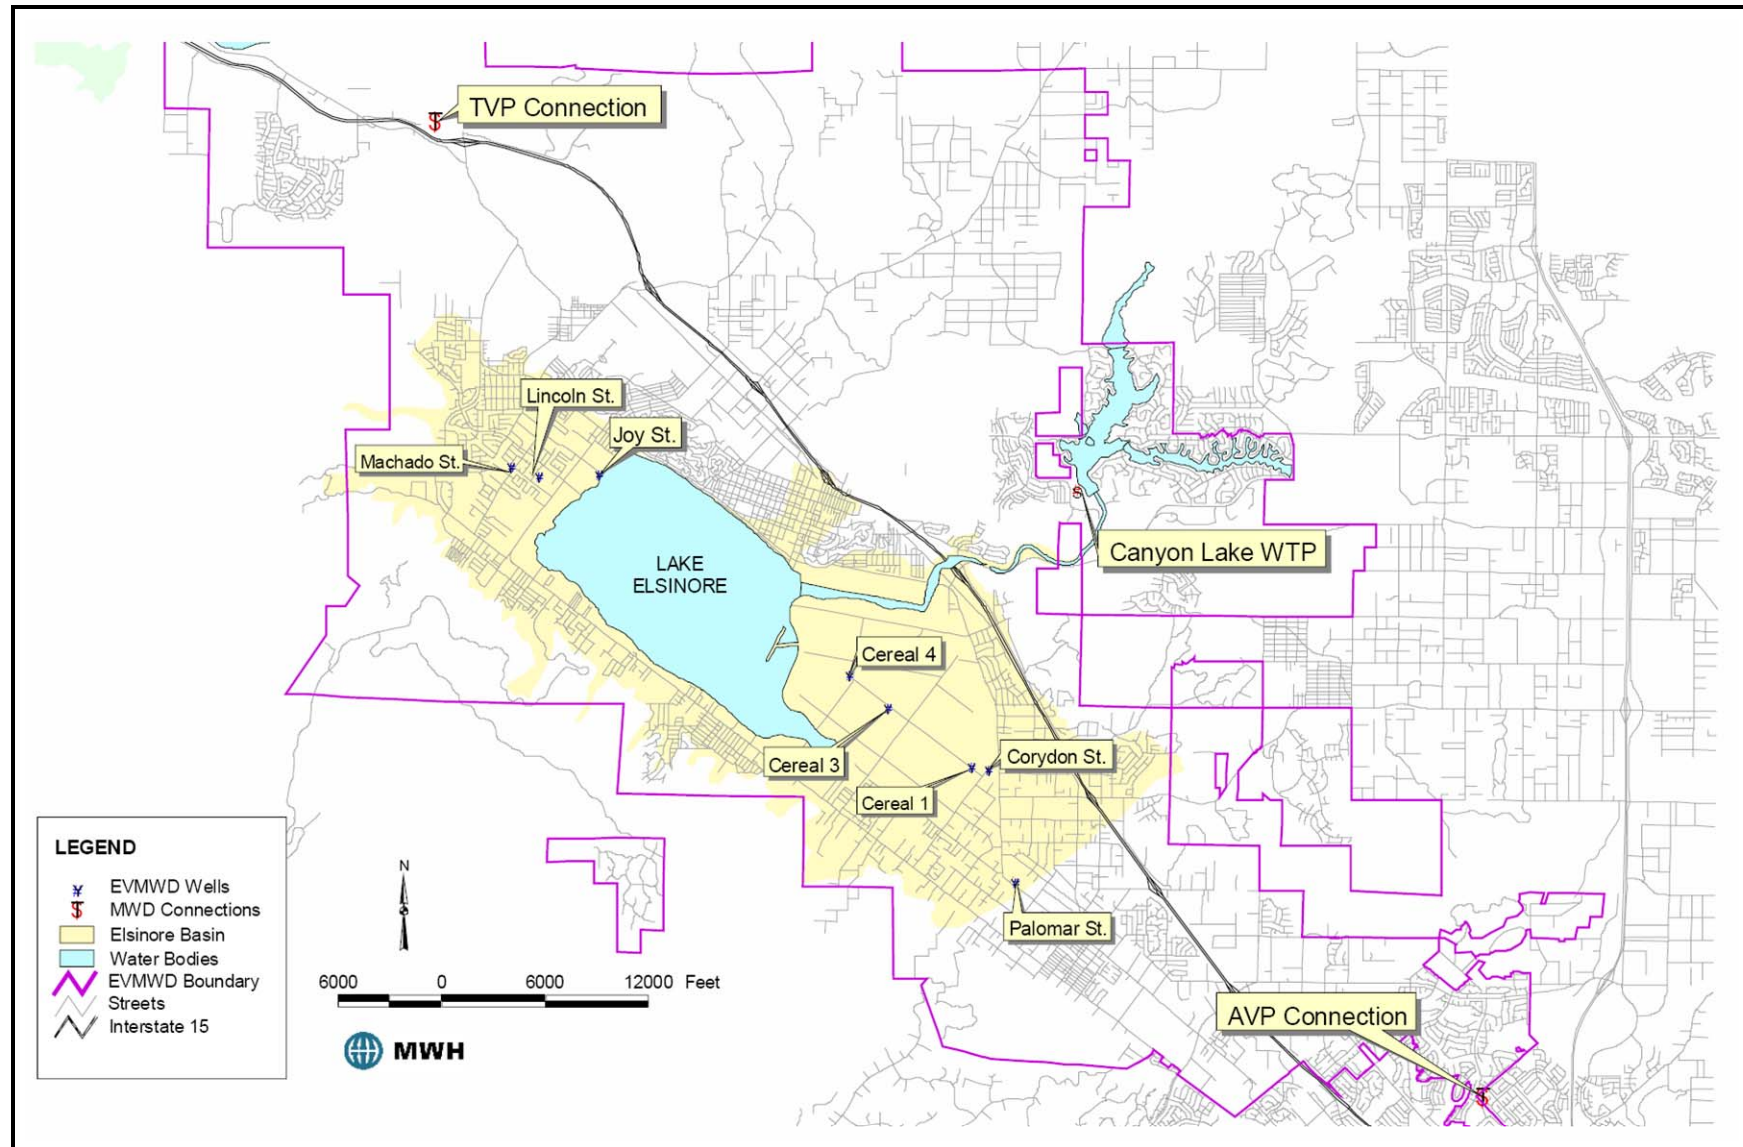 TVP Connection
Lincoln St.
Joy St.
Machado St.
Canyon Lake WTP
LAKE
ELSINORE
Cereal 4
Cereal 3
Corydon St.
Cereal 1
Palomar St.
AVP Connection
LEGEND
EVMWD Wells
MWD Connections
Elsinore Basin
Water Bodies
EVMWD Boundary
Streets
Interstate 15
N
6000 0 6000 12000 Feet
MWH